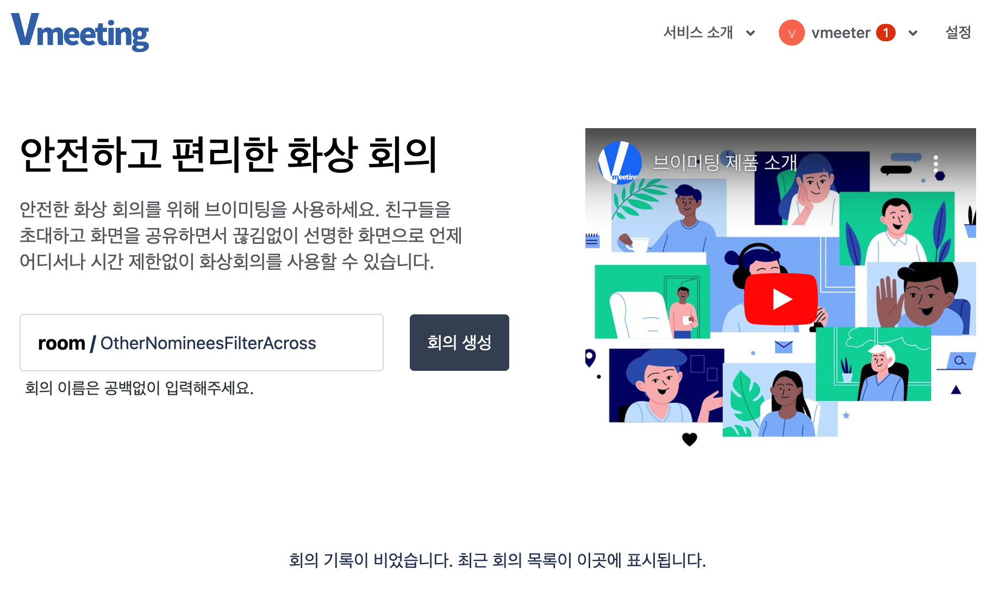 Vmeeting
서비스 소개
V vmeeter 1
설정
안전하고 편리한 화상 회의
안전한 화상 회의를 위해 브이미팅을 사용하세요. 친구들을
초대하고 화면을 공유하면서 끊김없이 선명한 화면으로 언제
어디서나 시간 제한없이 화상회의를 사용할 수 있습니다.
room / OtherNomineesFilterAcross
회의 생성
회의 이름은 공백없이 입력해주세요.
Vmeeting
브이미팅 제품 소개
회의 기록이 비었습니다. 최근 회의 목록이 이곳에 표시됩니다.